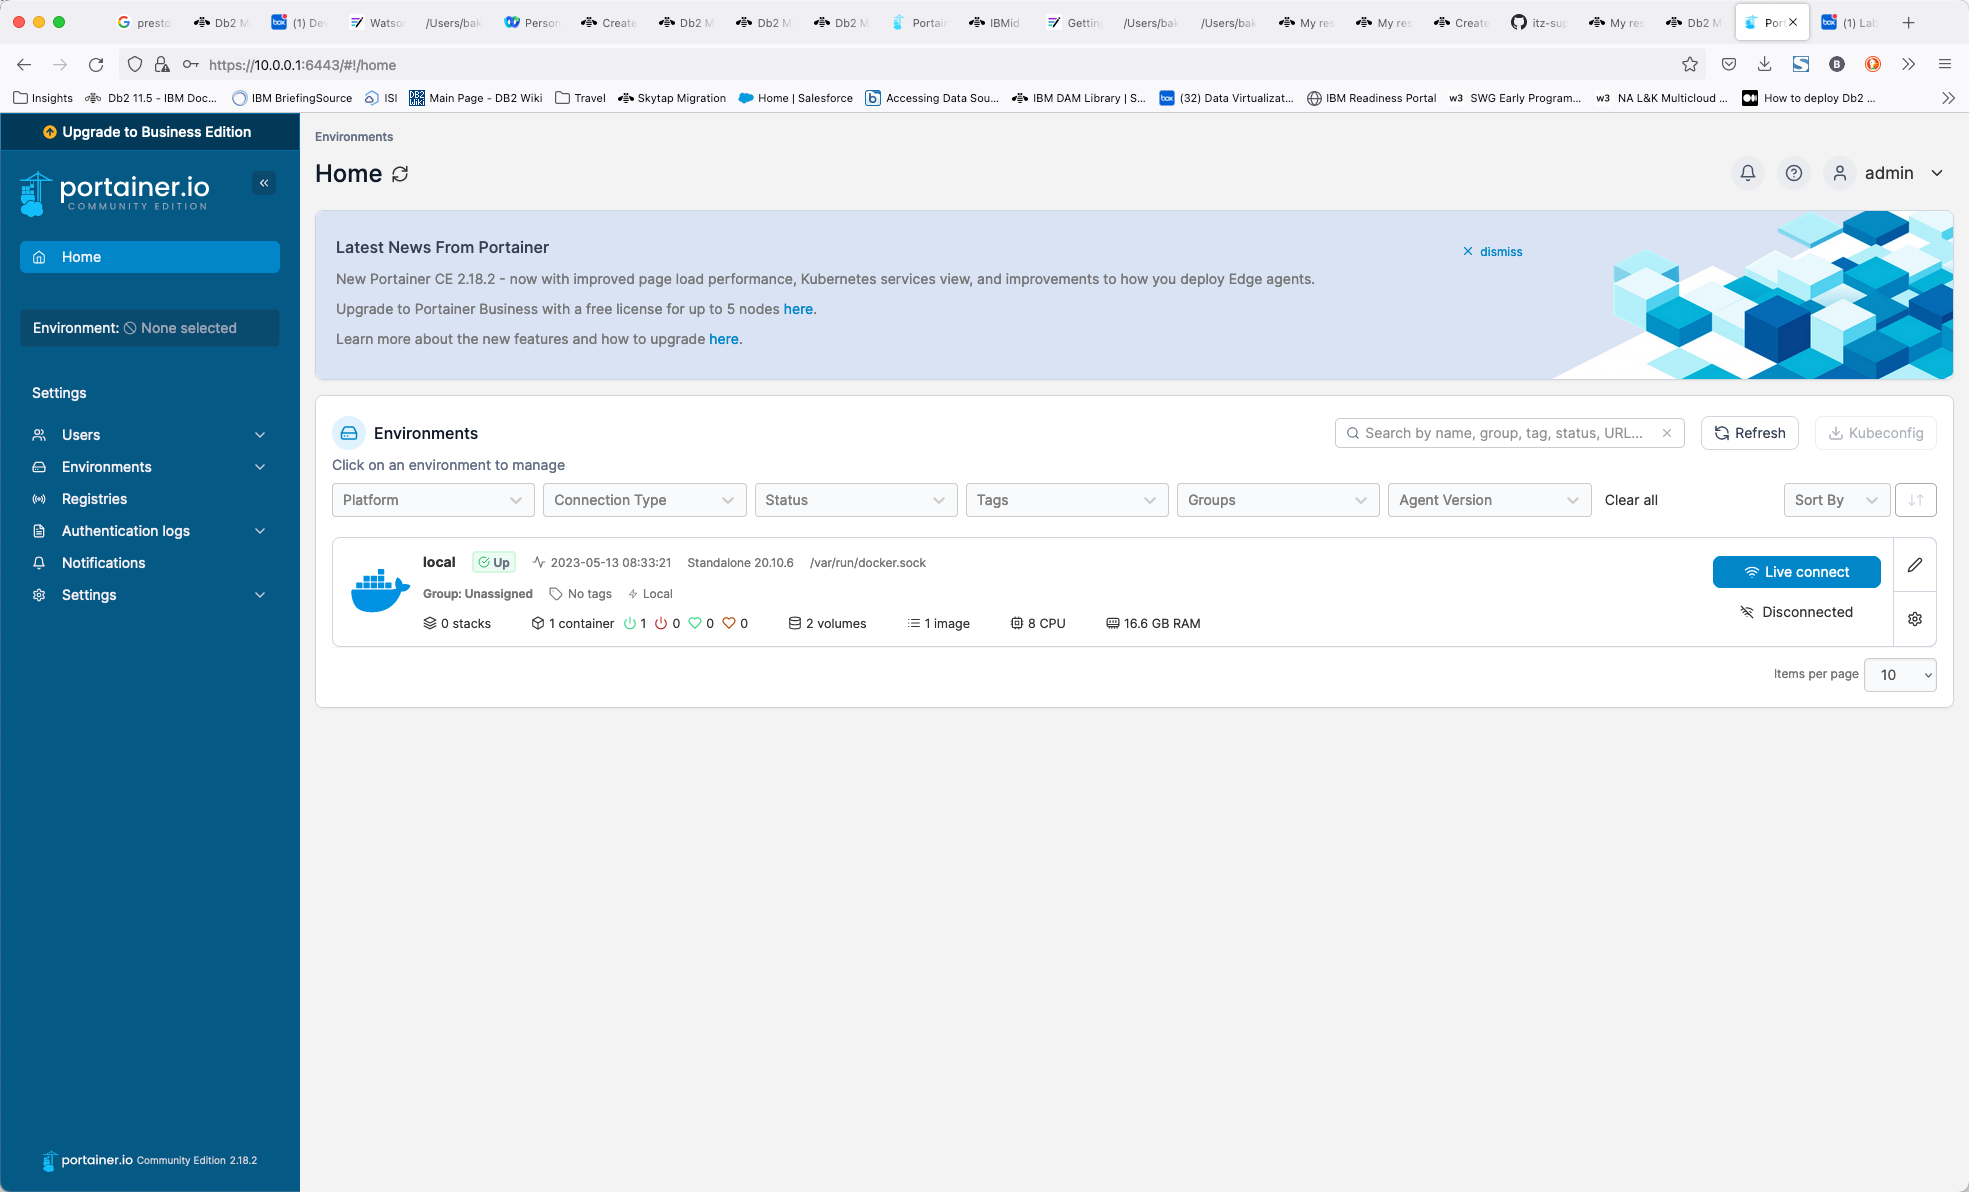 presto
Db2 M
(1) De
Watson
/Users/bak
Person
Create
Db2 M
Db2 M
Db2 M
Portain
IBMid
Getting
/Users/bak
/Users/bak
My res
My res
Create
itz-sup
My res
Db2 M
Port
(1) Lab
https://10.0.0.1:6443/#!/home
Insights
Db2 11.5 - IBM Doc...
IBM BriefingSource
ISI
Main Page - DB2 Wiki
Travel
Skytap Migration
Home | Salesforce
Accessing Data Sou...
IBM DAM Library | S...
box (32) Data Virtualizat...
IBM Readiness Portal
w3 SWG Early Program...
w3 NA L&K Multicloud ...
How to deploy Db2 ...
Upgrade to Business Edition
portainer.io
COMMUNITY EDITION
Home
Environment: None selected
Settings
Users
Environments
Registries
Authentication logs
Notifications
Settings
portainer.io Community Edition 2.18.2
Environments
Home
admin
Latest News From Portainer
dismiss
New Portainer CE 2.18.2 - now with improved page load performance, Kubernetes services view, and improvements to how you deploy Edge agents.
Upgrade to Portainer Business with a free license for up to 5 nodes here.
Learn more about the new features and how to upgrade here.
Environments
Search by name, group, tag, status, URL...
Refresh
Kubeconfig
Click on an environment to manage
Platform
Connection Type
Status
Tags
Groups
Agent Version
Clear all
Sort By
local Up 2023-05-13 08:33:21 Standalone 20.10.6 /var/run/docker.sock
Group: Unassigned No tags Local
0 stacks 1 container 1 0 0 0 2 volumes 1 image 8 CPU 16.6 GB RAM
Live connect
Disconnected
Items per page 10